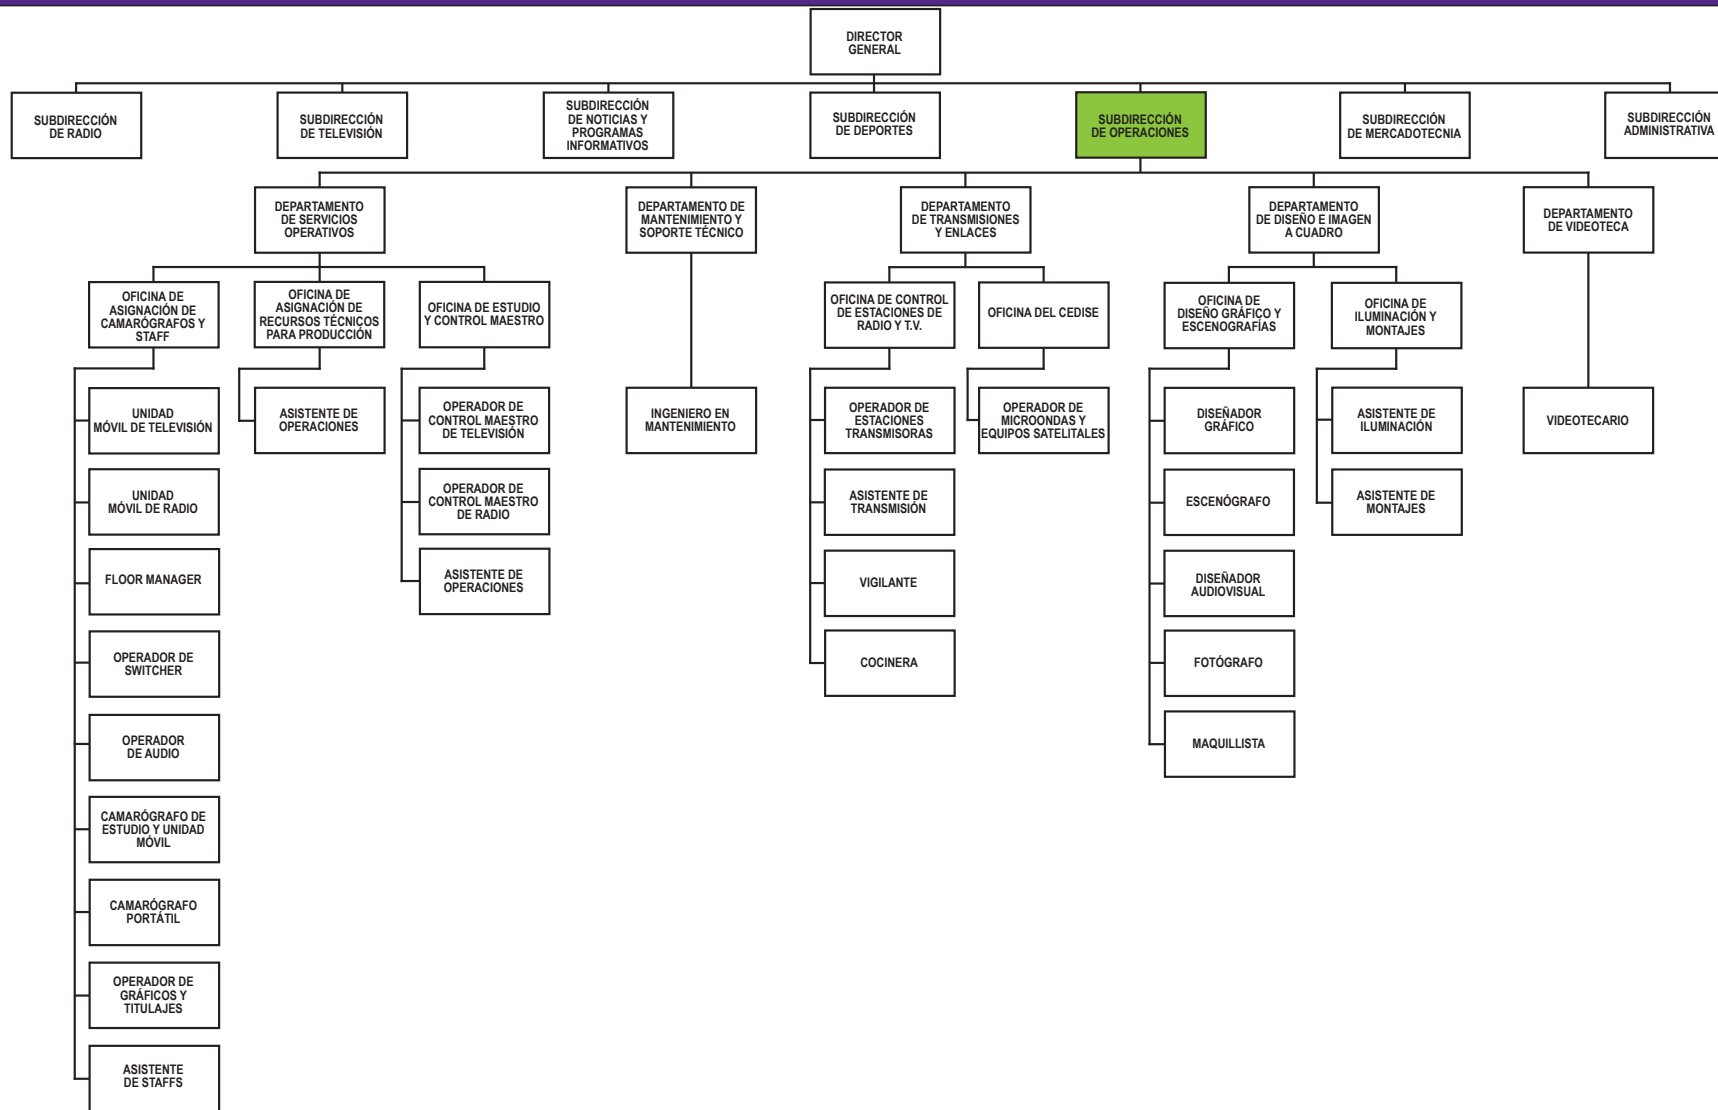 DIRECTOR
GENERAL
SUBDIRECCIÓN
DE RADIO
SUBDIRECCIÓN
DE TELEVISIÓN
SUBDIRECCIÓN
DE NOTICIAS Y
PROGRAMAS
INFORMATIVOS
SUBDIRECCIÓN
DE DEPORTES
SUBDIRECCIÓN
DE OPERACIONES
SUBDIRECCIÓN
DE MERCADOTECNIA
SUBDIRECCIÓN
ADMINISTRATIVA
DEPARTAMENTO
DE SERVICIOS
OPERATIVOS
DEPARTAMENTO DE
MANTENIMIENTO Y
SOPORTE TÉCNICO
DEPARTAMENTO
DE TRANSMISIONES
Y ENLACES
DEPARTAMENTO
DE DISEÑO E IMAGEN
A CUADRO
DEPARTAMENTO
DE VIDEOTECA
OFICINA DE
ASIGNACIÓN DE
CAMARÓGRAFOS Y
STAFF
OFICINA DE
ASIGNACIÓN DE
RECURSOS TÉCNICOS
PARA PRODUCCIÓN
OFICINA DE ESTUDIO
Y CONTROL MAESTRO
OFICINA DE CONTROL
DE ESTACIONES DE
RADIO Y T.V.
OFICINA DEL CEDISE
OFICINA DE
DISEÑO GRÁFICO Y
ESCENOGRAFÍAS
OFICINA DE
ILUMINACIÓN Y
MONTAJES
UNIDAD
MÓVIL DE TELEVISIÓN
ASISTENTE DE
OPERACIONES
OPERADOR DE
CONTROL MAESTRO
DE TELEVISIÓN
INGENIERO EN
MANTENIMIENTO
OPERADOR DE
ESTACIONES
TRANSMISORAS
OPERADOR DE
MICROONDAS Y
EQUIPOS SATELITALES
DISEÑADOR
GRÁFICO
ASISTENTE DE
ILUMINACIÓN
VIDEOTECARIO
UNIDAD
MÓVIL DE RADIO
OPERADOR DE
CONTROL MAESTRO
DE RADIO
ASISTENTE DE
TRANSMISIÓN
ESCENÓGRAFO
ASISTENTE DE
MONTAJES
FLOOR MANAGER
ASISTENTE DE
OPERACIONES
VIGILANTE
DISEÑADOR
AUDIOVISUAL
OPERADOR DE
SWITCHER
COCINERA
FOTÓGRAFO
OPERADOR
DE AUDIO
MAQUILLISTA
CAMARÓGRAFO DE
ESTUDIO Y UNIDAD
MÓVIL
CAMARÓGRAFO
PORTÁTIL
OPERADOR DE
GRÁFICOS Y
TITULAJES
ASISTENTE
DE STAFFS